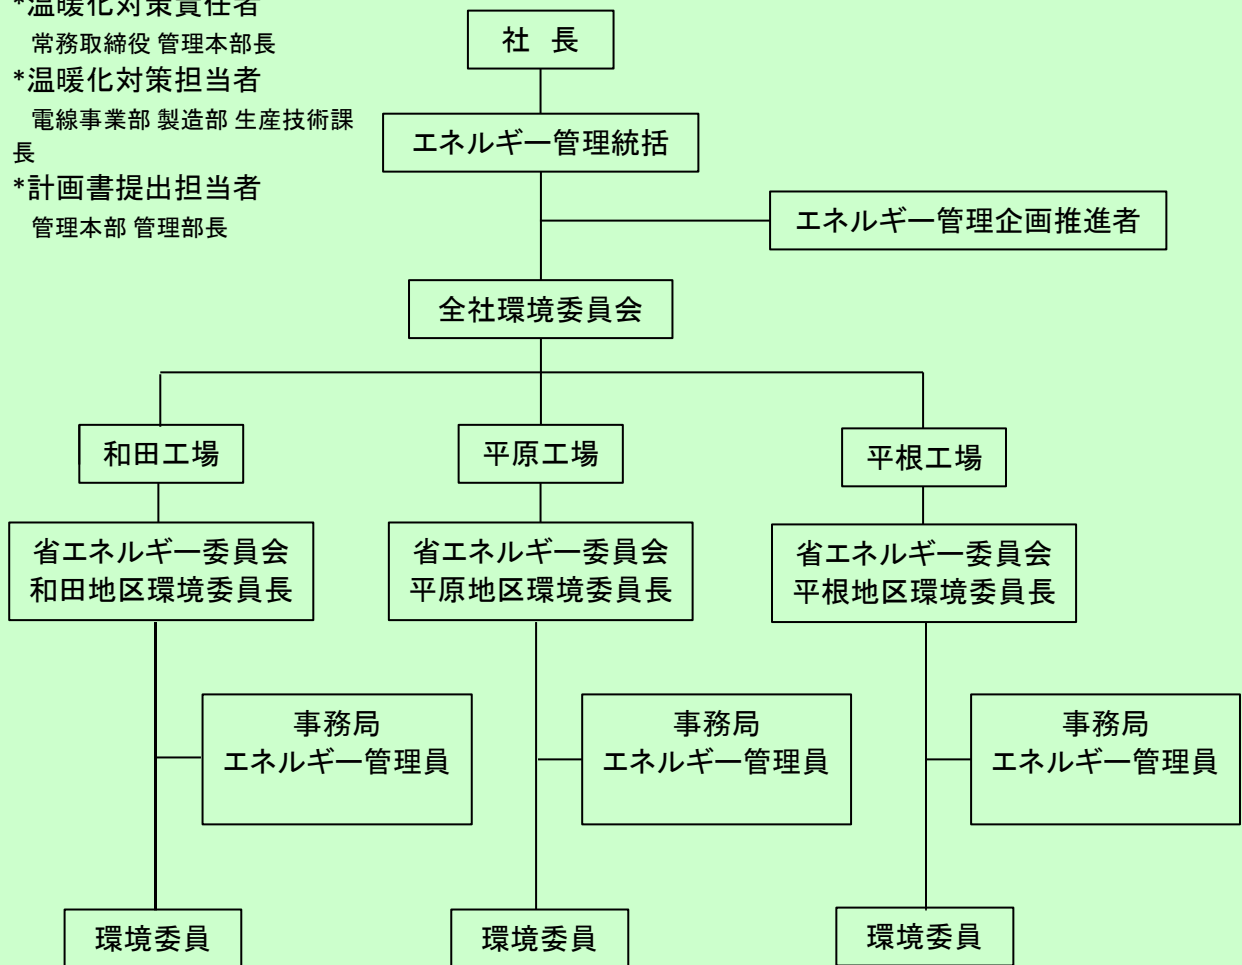 *温暖化対策責任者
常務取締役 管理本部長
*温暖化対策担当者
電線事業部 製造部 生産技術課
長
*計画書提出担当者
管理本部 管理部長
社 長
エネルギー管理統括
エネルギー管理企画推進者
全社環境委員会
和田工場
平原工場
平根工場
省エネルギー委員会
和田地区環境委員長
省エネルギー委員会
平原地区環境委員長
省エネルギー委員会
平根地区環境委員長
事務局
エネルギー管理員
事務局
エネルギー管理員
事務局
エネルギー管理員
環境委員
環境委員
環境委員